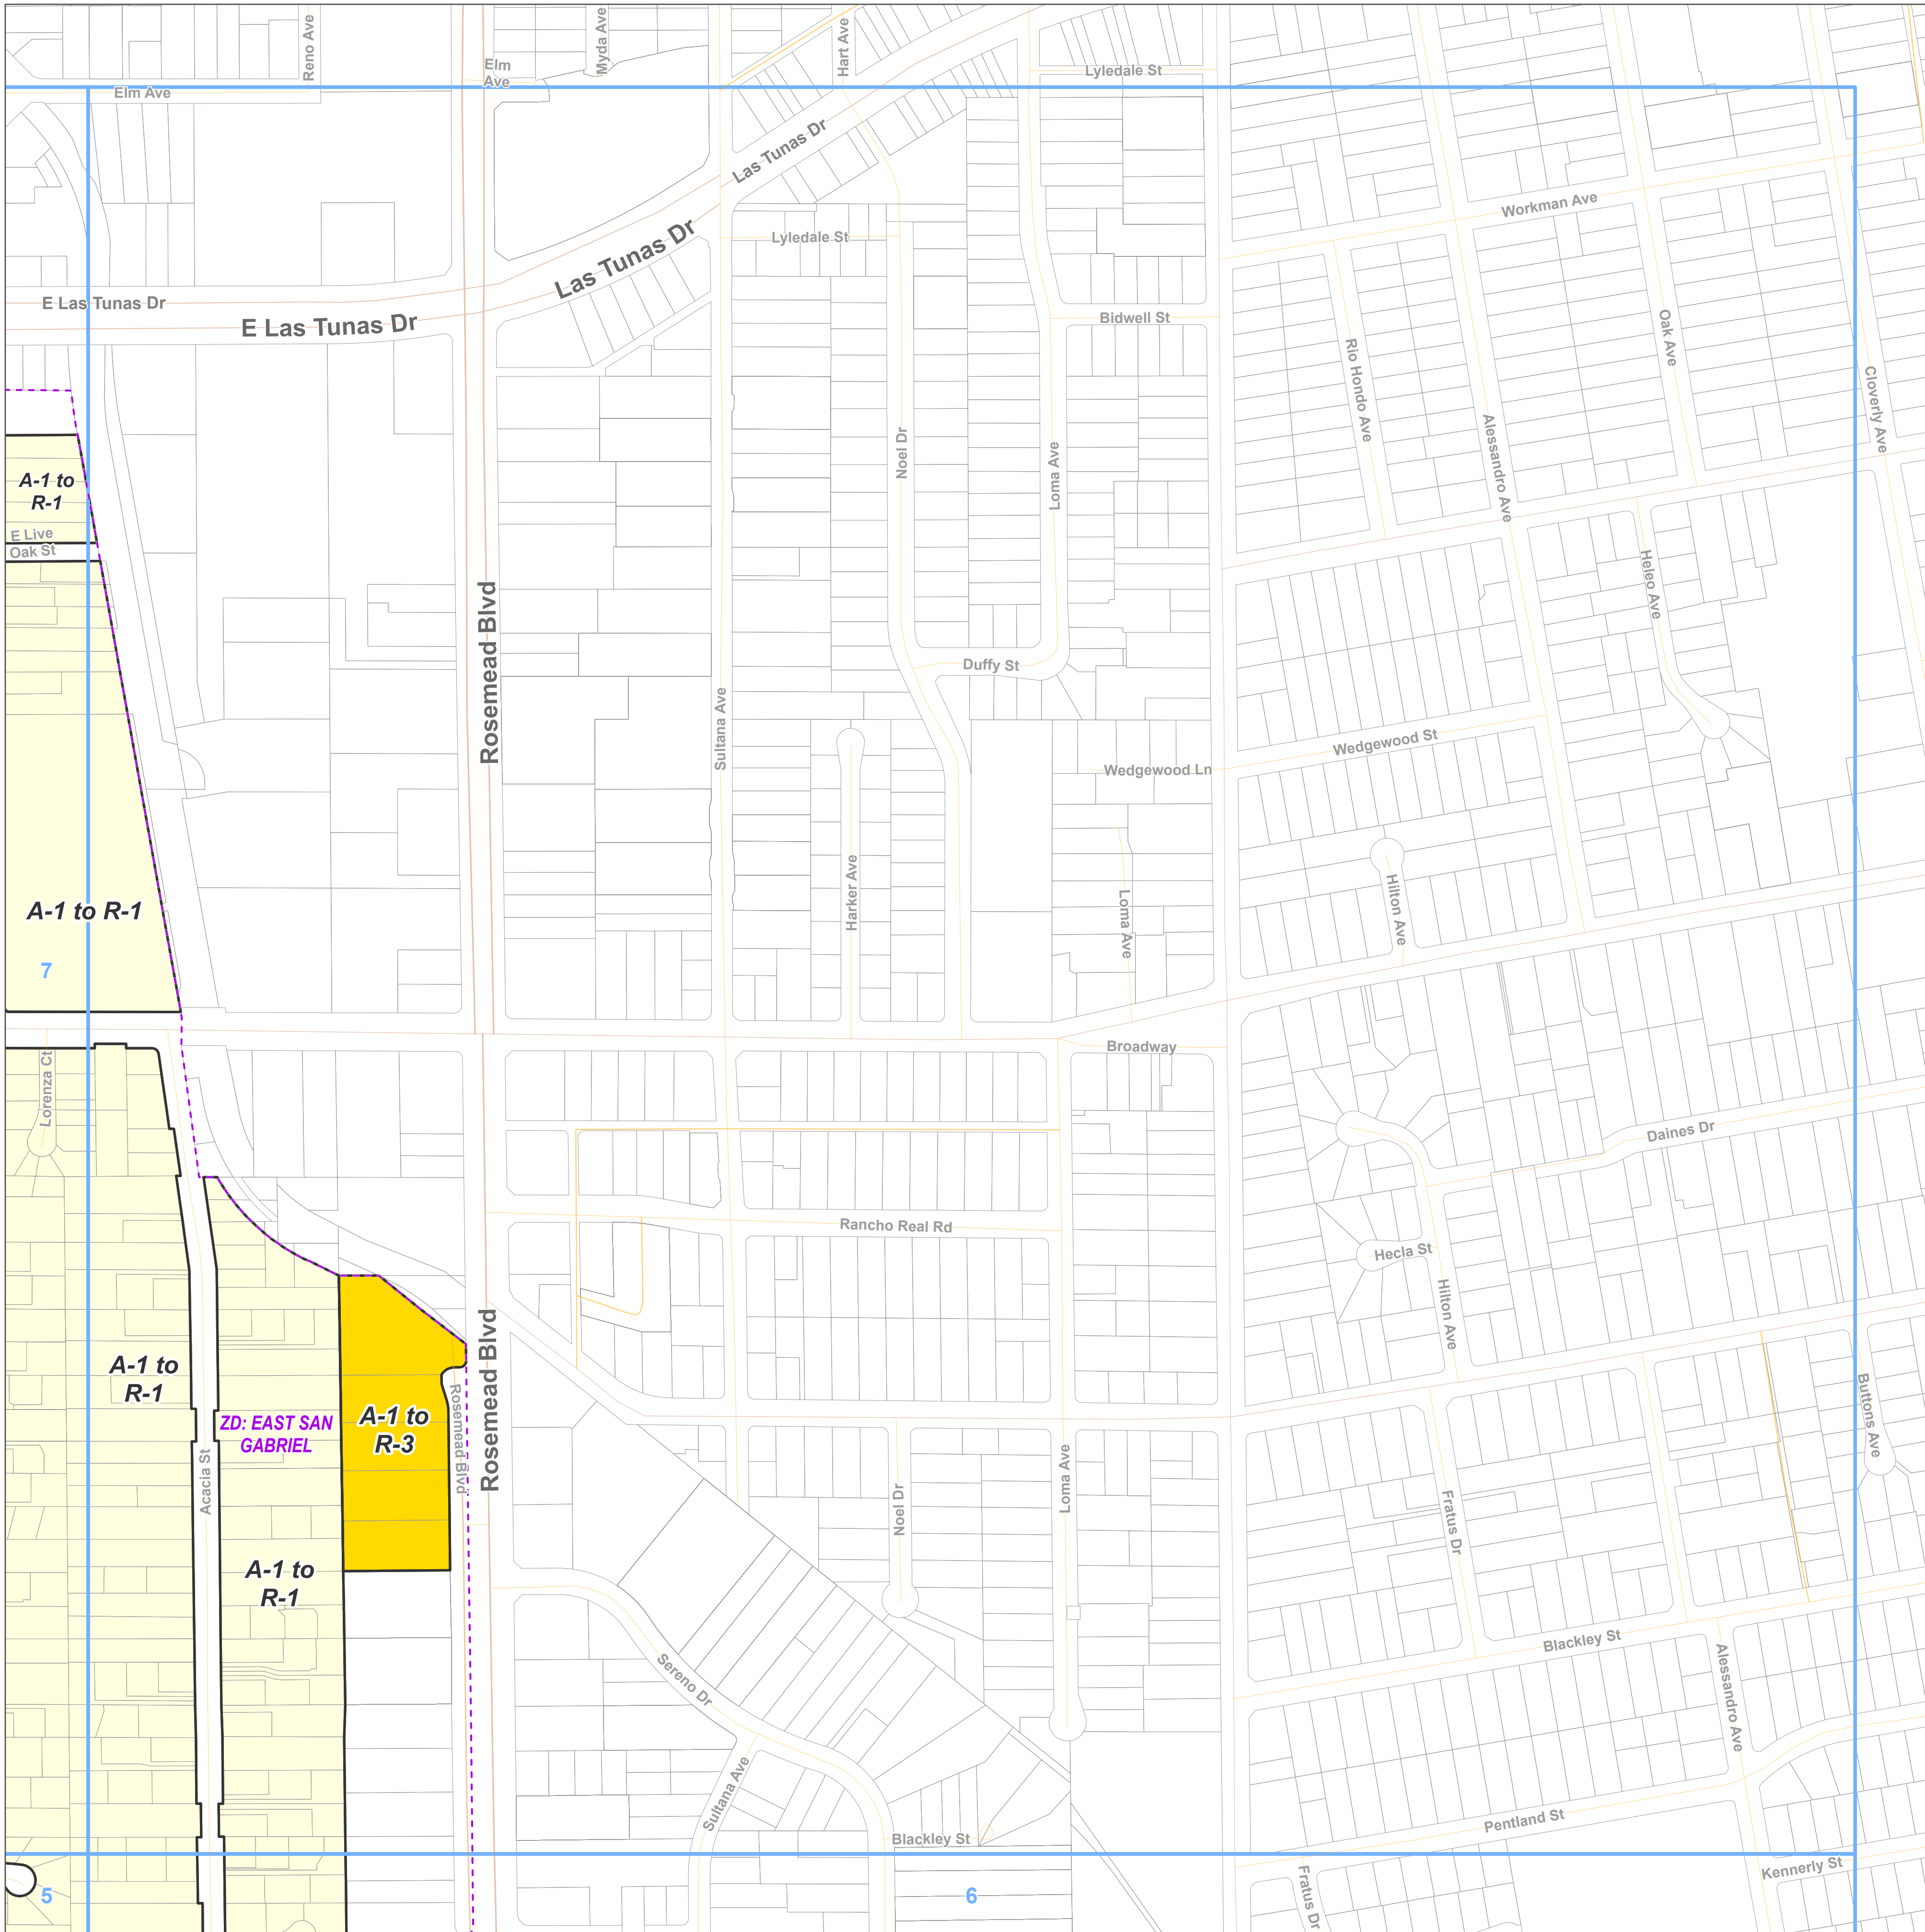 Reno Ave
Elm Ave
Elm
Ave
Myda Ave
Hart Ave
Lyledale St
Las Tunas Dr
Workman Ave
Lyledale St
Las Tunas Dr
E Las Tunas Dr
E Las Tunas Dr
Bidwell St
Rio Hondo Ave
Oak Ave
Cloverly Ave
Alessandro Ave
Noel Dr
Loma Ave
A-1 to
R-1
E Live
Oak St
Heleo Ave
Rosemead Blvd
Duffy St
Sultana Ave
Wedgewood St
Wedgewood Ln
Harker Ave
Loma Ave
Hilton Ave
A-1 to R-1
7
Lorenza Ct
Broadway
Daines Dr
Rancho Real Rd
Hecla St
Hilton Ave
A-1 to
R-1
ZD: EAST SAN
GABRIEL
A-1 to
R-3
Rosemead Blvd
Rosemead Blvd
Acacia St
Buttons Ave
Noel Dr
Loma Ave
Fratus Dr
A-1 to
R-1
Blackley St
Sereno Dr
Alessandro Ave
Sultana Ave
Pentland St
Blackley St
Kennerly St
5
6
Fratus Dr